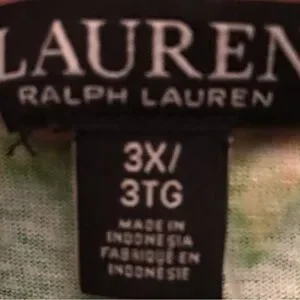 LAUREN
RALPH LAUREN
3X/
3TG
MADE IN
INDONESIA
FABRIQUÉ EN
INDONÉSIE